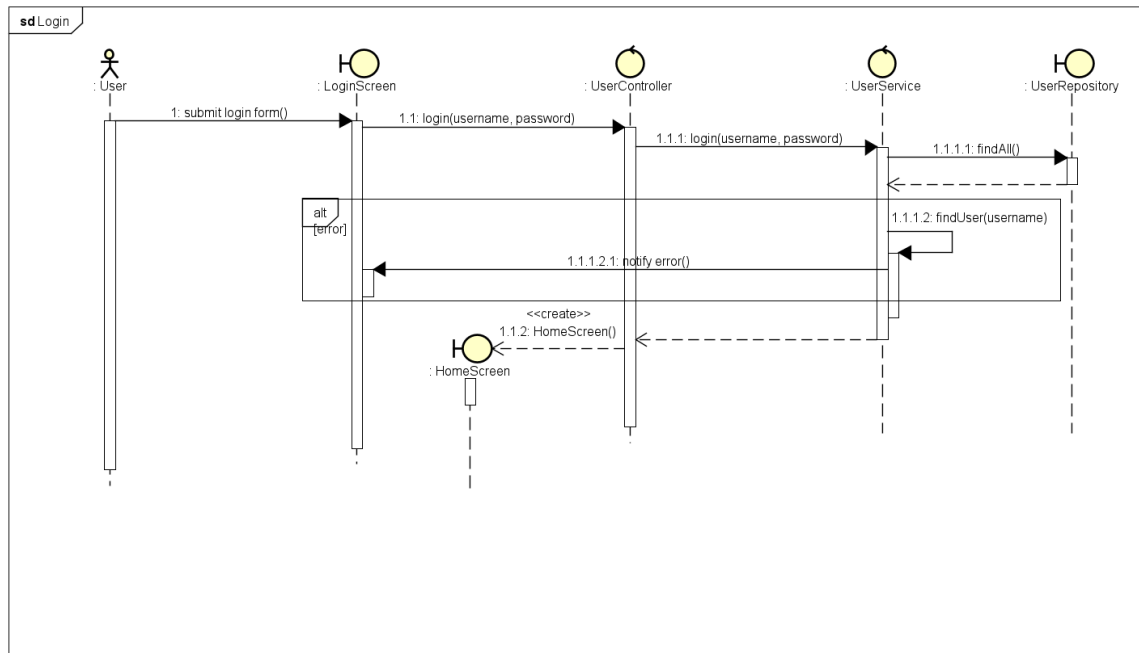 sd Login
: User
: LoginScreen
: UserController
: UserService
: UserRepository
1: submit login form()
1.1: login(username, password)
1.1.1: login(username, password)
1.1.1.1: findAll()
alt
[error]
1.1.1.2: findUser(username)
1.1.1.2.1: notify error()
<<create>>
1.1.2: HomeScreen()
: HomeScreen